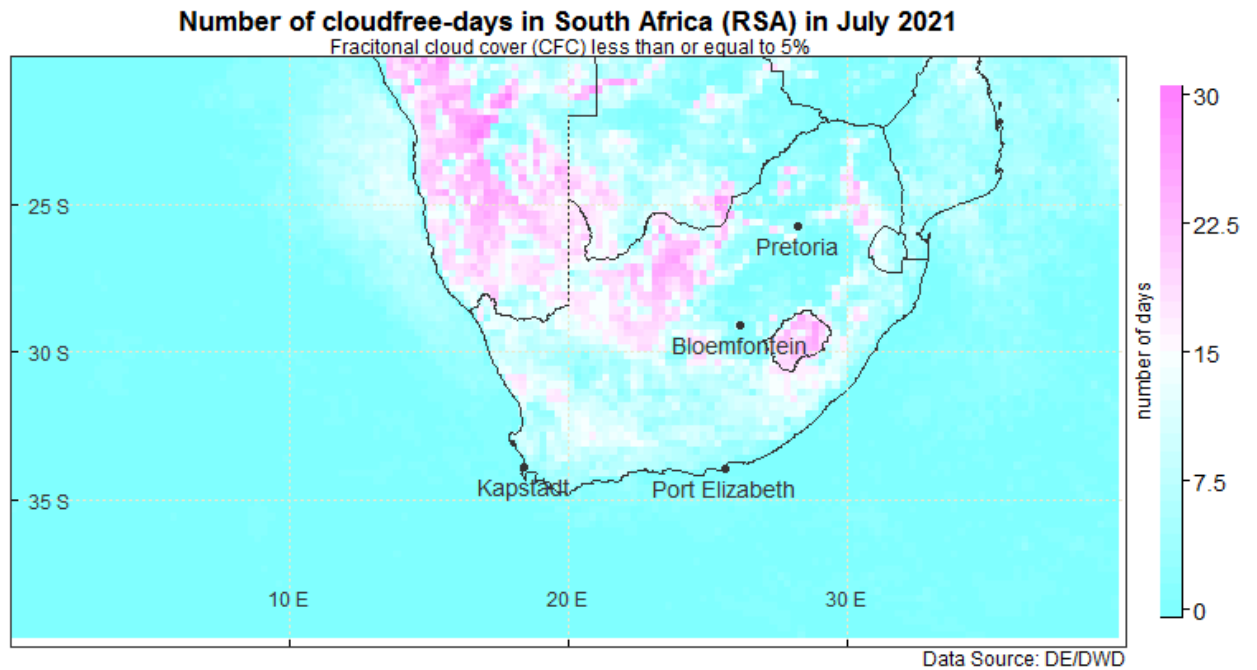 Number of cloudfree-days in South Africa (RSA) in July 2021
Fracitonal cloud cover (CFC) less than or equal to 5%
30
25 S
22.5
Pretoria
number of days
30 S
Bloemfontein
15
Kapstadt
Port Elizabeth
7.5
35 S
10 E
20 E
30 E
0
Data Source: DE/DWD